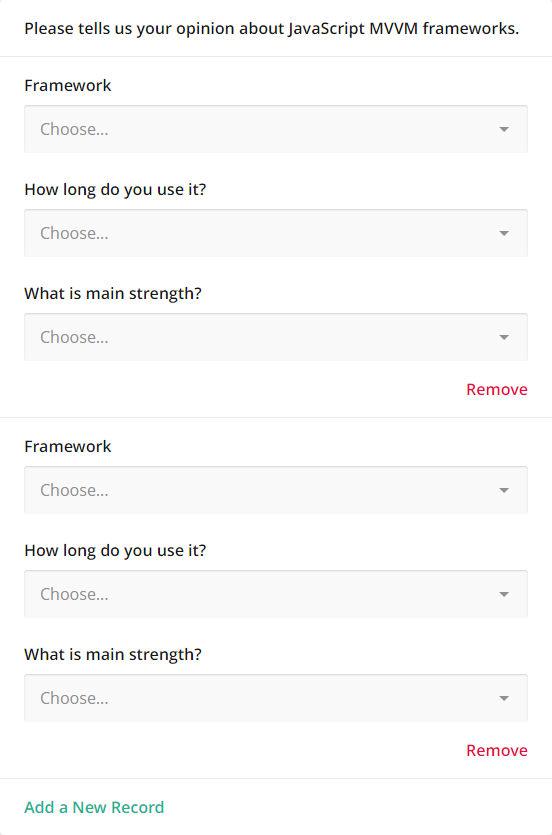 Please tells us your opinion about JavaScript MVVM frameworks.
Framework
Choose...
How long do you use it?
Choose...
What is main strength?
Choose...
Remove
Framework
Choose...
How long do you use it?
Choose...
What is main strength?
Choose...
Remove
Add a New Record